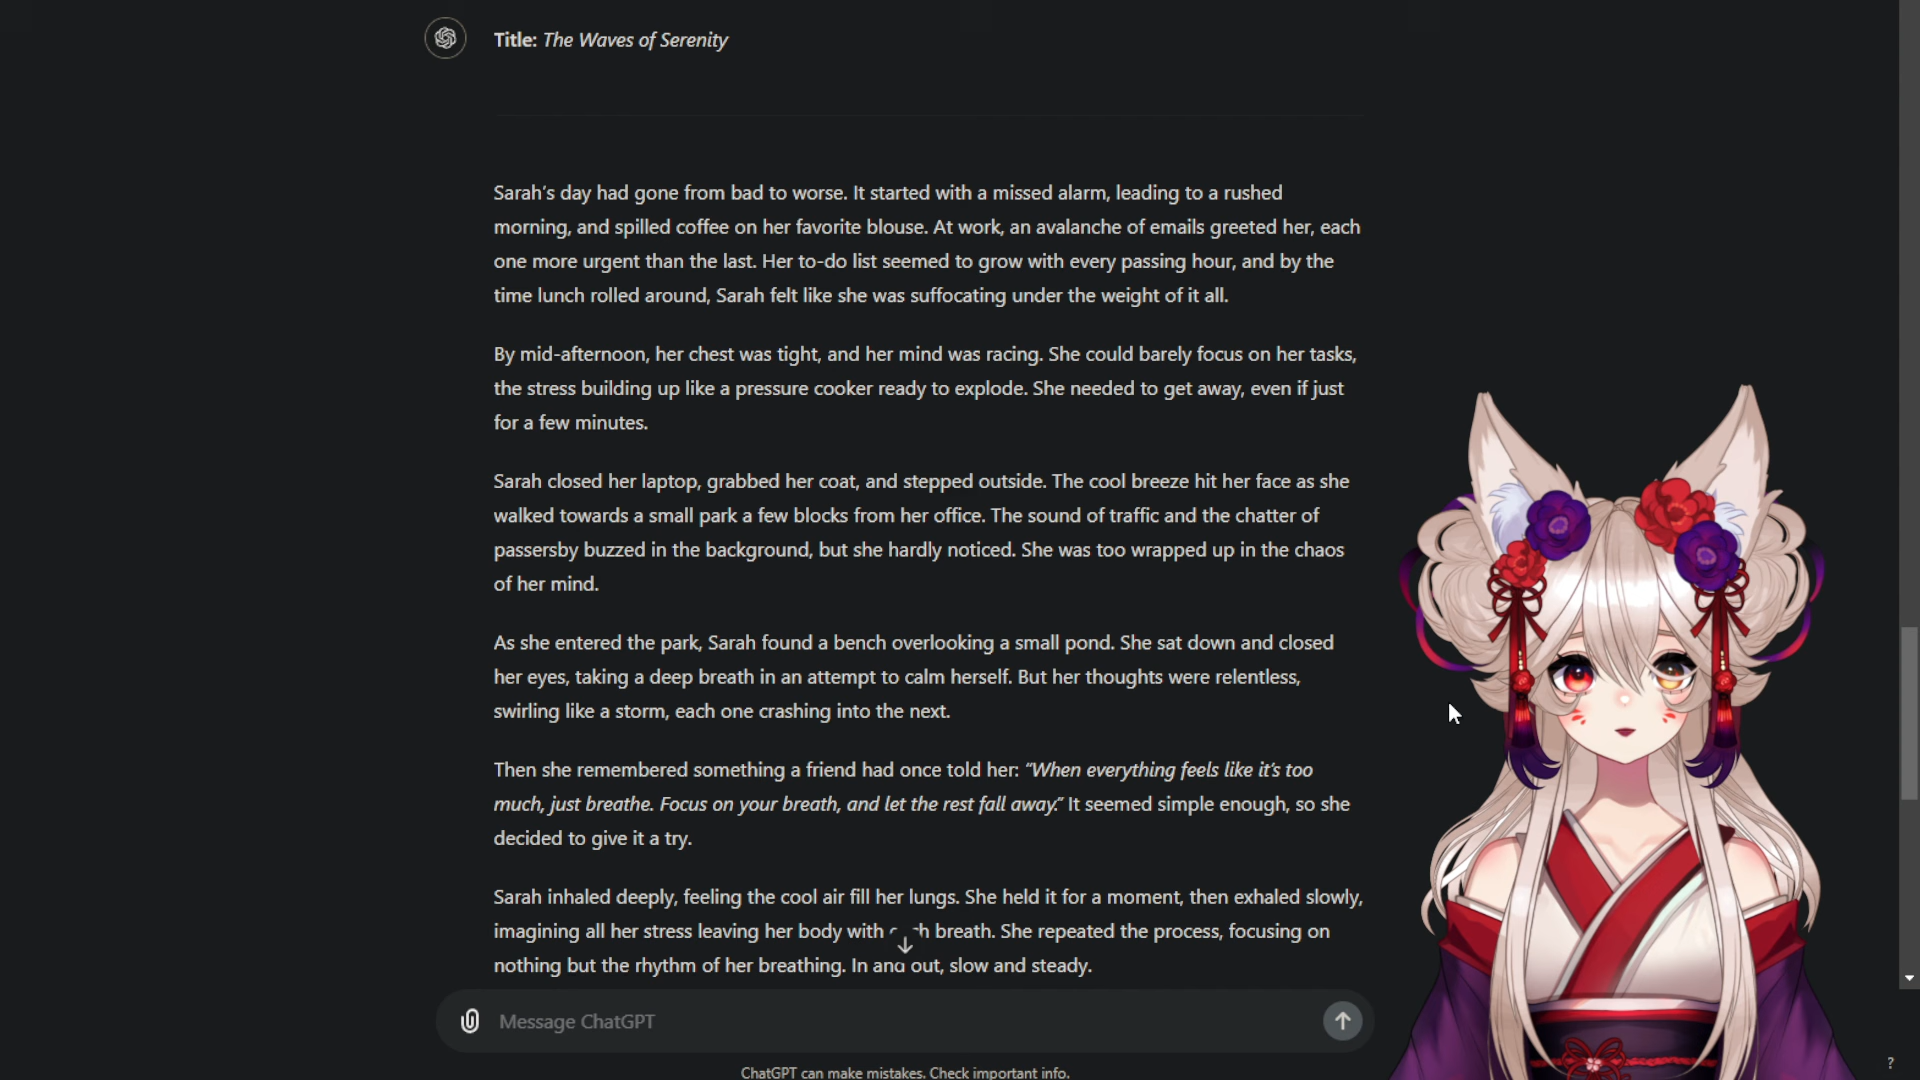 Title: The Waves of Serenity
Sarah's day had gone from bad to worse. It started with a missed alarm, leading to a rushed
morning, and spilled coffee on her favorite blouse. At work, an avalanche of emails greeted her, each
one more urgent than the last. Her to-do list seemed to grow with every passing hour, and by the
time lunch rolled around, Sarah felt like she was suffocating under the weight of it all.
By mid-afternoon, her chest was tight, and her mind was racing. She could barely focus on her tasks,
the stress building up like a pressure cooker ready to explode. She needed to get away, even if just
for a few minutes.
Sarah closed her laptop, grabbed her coat, and stepped outside. The cool breeze hit her face as she
walked towards a small park a few blocks from her office. The sound of traffic and the chatter of
passersby buzzed in the background, but she hardly noticed. She was too wrapped up in the chaos
of her mind.
As she entered the park, Sarah found a bench overlooking a small pond. She sat down and closed
her eyes, taking a deep breath in an attempt to calm herself. But her thoughts were relentless,
swirling like a storm, each one crashing into the next.
Then she remembered something a friend had once told her: “When everything feels like it's too
much, just breathe. Focus on your breath, and let the rest fall away.” It seemed simple enough, so she
decided to give it a try.
Sarah inhaled deeply, feeling the cool air fill her lungs. She held it for a moment, then exhaled slowly,
imagining all her stress leaving her body with breath. She repeated the process, focusing on
nothing but the rhythm of her breathing. In and out, slow and steady.
Message ChatGPT
ChatGPT can make mistakes. Check important info.
?